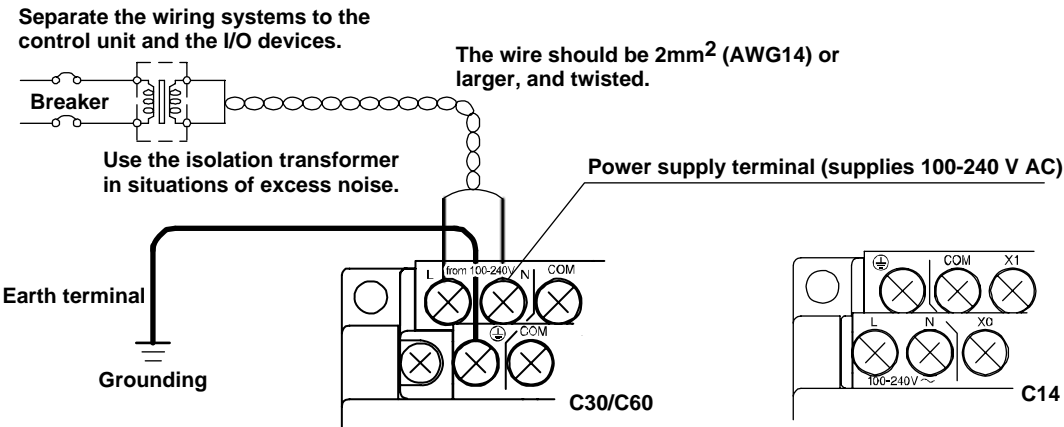 Separate the wiring systems to the
control unit and the I/O devices.
The wire should be 2mm2 (AWG14) or
larger, and twisted.
Breaker
Use the isolation transformer
in situations of excess noise.
Power supply terminal (supplies 100-240 V AC)
L from 100-240V N COM
COM X1
Earth terminal
COM
L N X0
100-240V ~
Grounding
C30/C60
C14